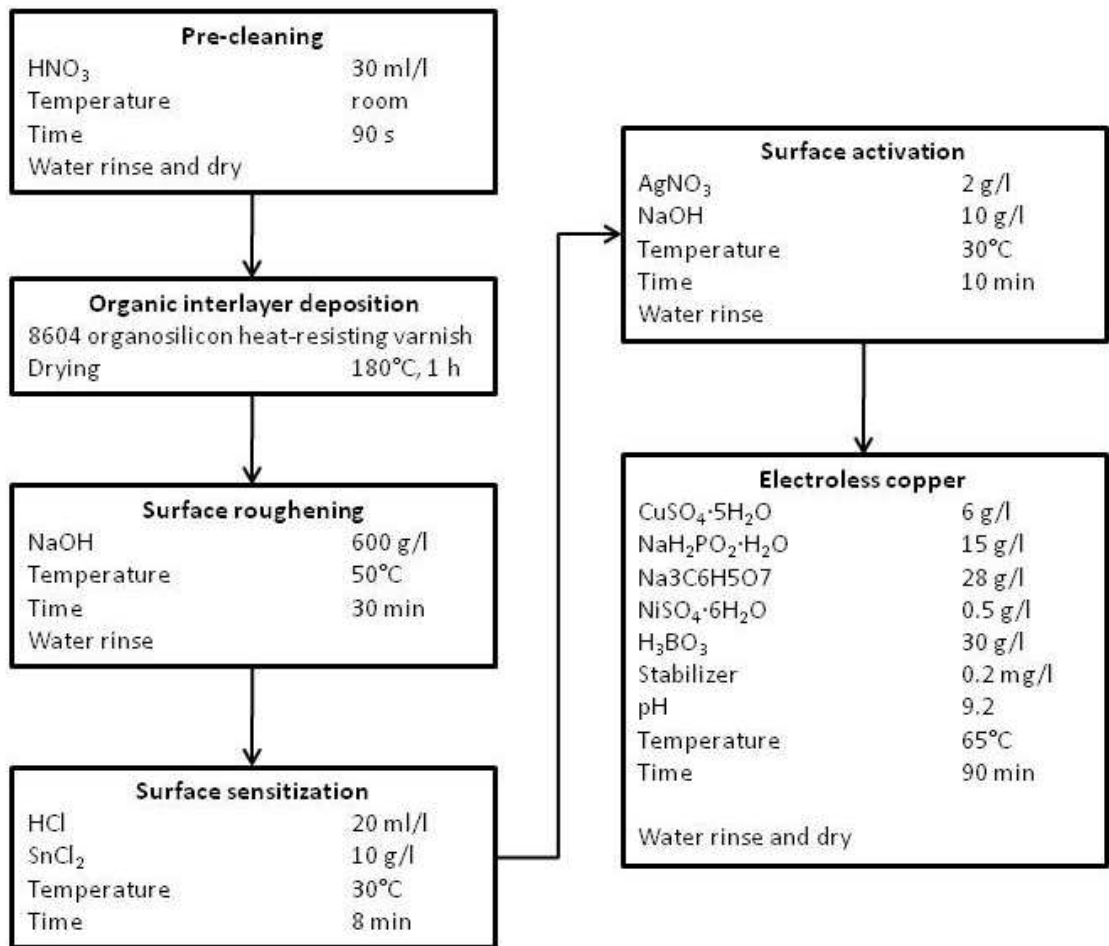 Pre-cleaning
HNO₃ 30 ml/l
Temperature room
Time 90 s
Water rinse and dry
Organic interlayer deposition
8604 organosilicon heat-resisting varnish
Drying 180°C, 1 h
Surface roughening
NaOH 600 g/l
Temperature 50°C
Time 30 min
Water rinse
Surface sensitization
HCl 20 ml/l
SnCl₂ 10 g/l
Temperature 30°C
Time 8 min
Surface activation
AgNO₃ 2 g/l
NaOH 10 g/l
Temperature 30°C
Time 10 min
Water rinse
Electroless copper
CuSO₄·5H₂O 6 g/l
NaH₂PO₂·H₂O 15 g/l
Na3C6H5O7 28 g/l
NiSO₄·6H₂O 0.5 g/l
H₃BO₃ 30 g/l
Stabilizer 0.2 mg/l
pH 9.2
Temperature 65°C
Time 90 min
Water rinse and dry